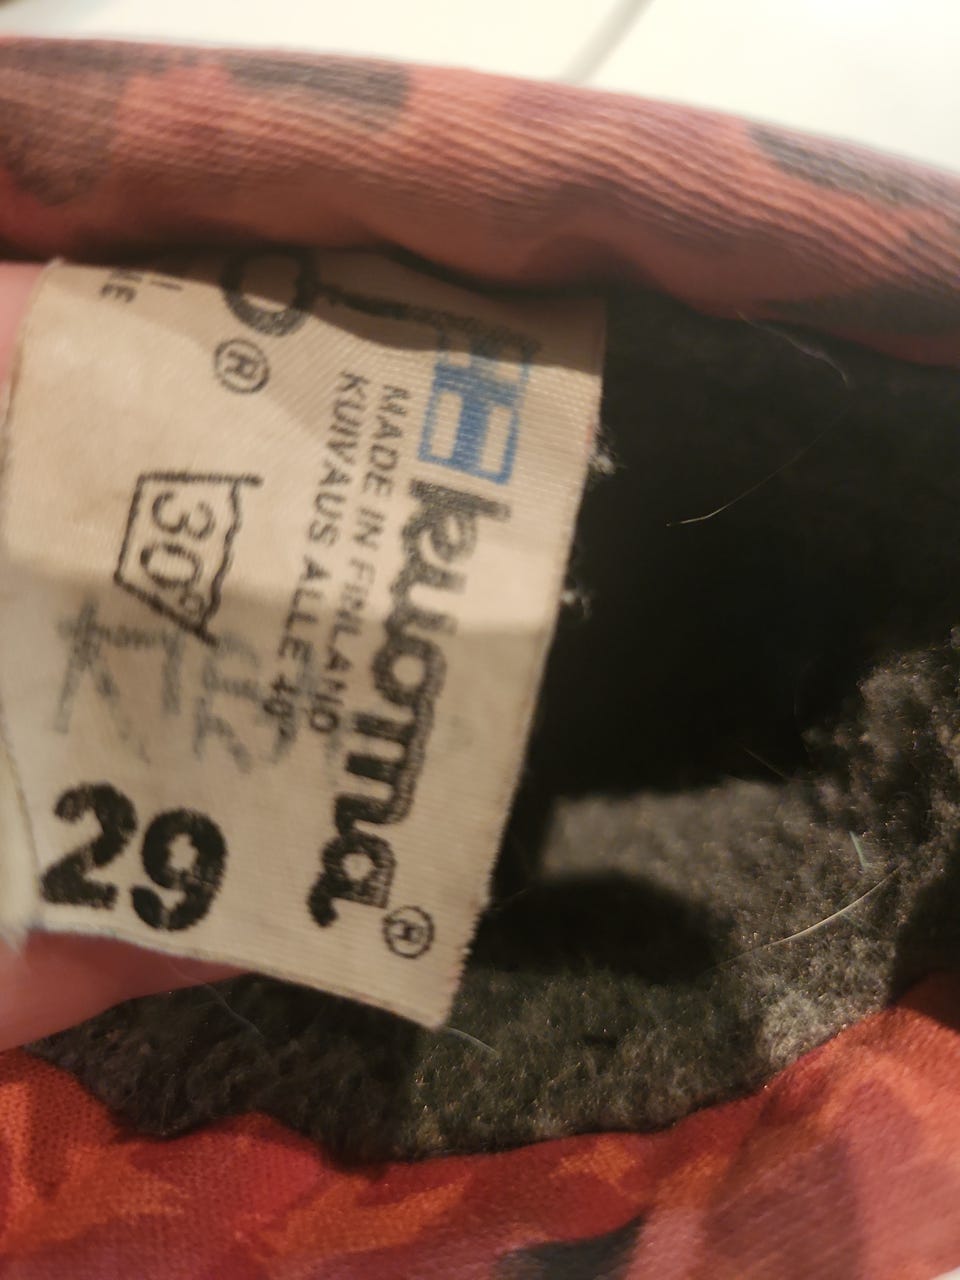 kuoma®
MADE IN FINLAND
KUIVAUS ALLE 40°
®
30°
29